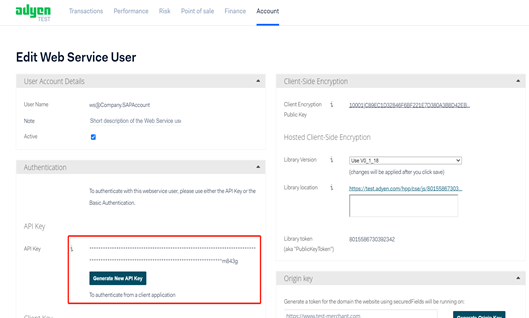 adyen
TEST
Transactions
Performance
Risk
Point of sale
Finance
Account
Edit Web Service User
User Account Details
User Name
ws@Company.SAPAccount
Note
Short description of the Web Service us
Active
Authentication
To authenticate with this webservice user, please use either the API Key or the
Basic Authentication.
API Key
API Key
Generate New API Key
To authenticate from a client application
Client Key
Client-Side Encryption
Client Encryption
Public Key
Hosted Client-Side Encryption
Library Version
Use V0_1_18
(changes will be applied after you click save)
Library location
https://test.adyen.com/hpp/cse/js/80155867303...
Library token
(aka "PublicKeyToken")
8015586730392342
Origin key
Generate a token for the domain the website using securedFields will be running on:
https://www.test-merchant.com
Generate Origin Key